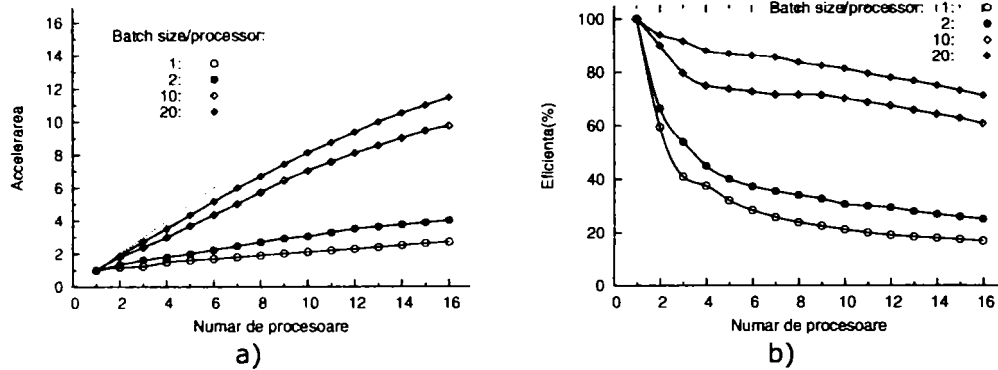 16
14
12
10
8
6
4
2
0
Accelerarea
Batch size/processor:
1:
2:
10:
20:
0 2 4 6 8 10 12 14 16
Numar de procesoare
a)
100
80
60
40
20
0
Eficienta(%)
Batch size/processor:
1:
2:
10:
20:
0 2 4 6 8 10 12 14 16
Numar de procesoare
b)